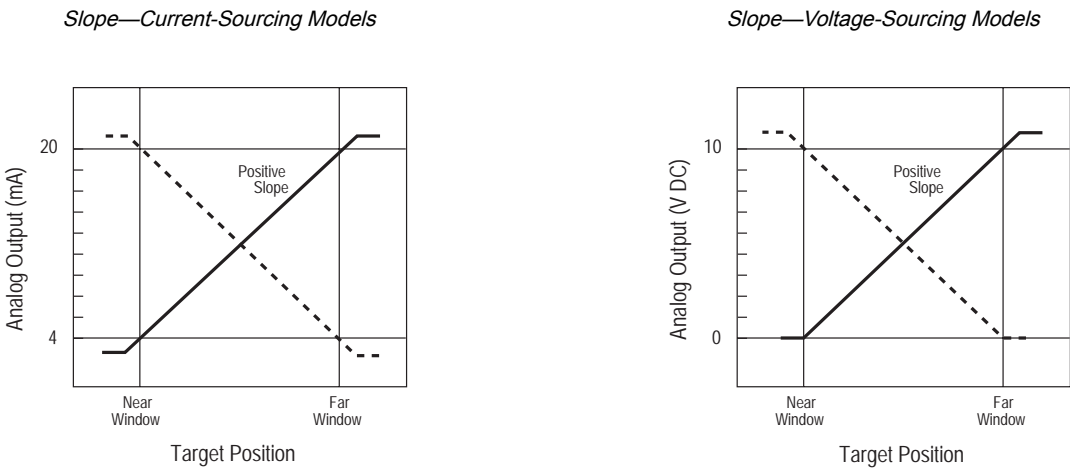 Slope—Current-Sourcing Models
20
4
Analog Output (mA)
Positive
Slope
Near
Window
Far
Window
Target Position
Slope—Voltage-Sourcing Models
10
0
Analog Output (V DC)
Positive
Slope
Near
Window
Far
Window
Target Position